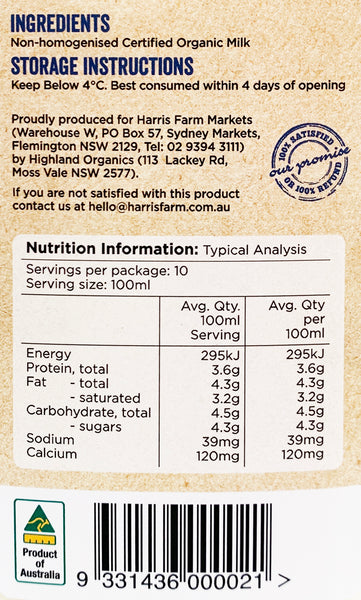 INGREDIENTS
Non-homogenised Certified Organic Milk
STORAGE INSTRUCTIONS
Keep Below 4°C. Best consumed within 4 days of opening
Proudly produced for Harris Farm Markets
(Warehouse W, PO Box 57, Sydney Markets,
Flemington NSW 2129, Tel: 02 9394 3111)
by Highland Organics (113 Lackey Rd,
Moss Vale NSW 2577).
If you are not satisfied with this product
contact us at hello@harrisfarm.com.au
100% SATISFIED
our promise
OR 100% REFUND
Nutrition Information: Typical Analysis
Servings per package: 10
Serving size: 100ml
Avg. Qty. Avg. Qty
100ml per
Serving 100ml
Energy 295kJ 295kJ
Protein, total 3.6g 3.6g
Fat - total 4.3g 4.3g
- saturated 3.2g 3.2g
Carbohydrate, total 4.5g 4.5g
- sugars 4.3g 4.3g
Sodium 39mg 39mg
Calcium 120mg 120mg
Product
of
Australia
9 331436 000021 >